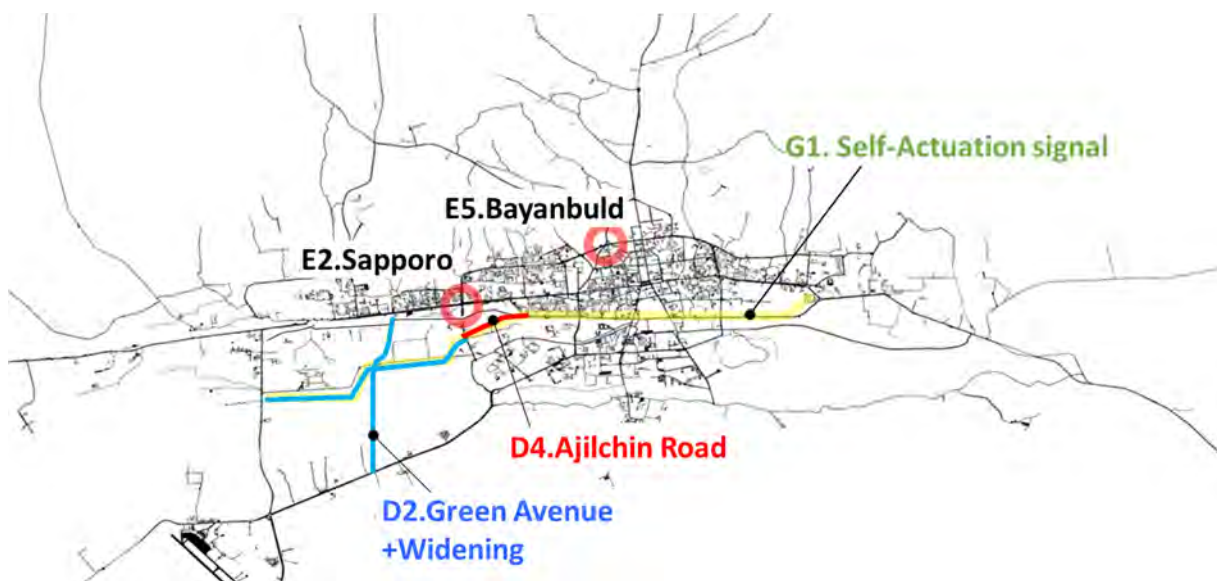 G1. Self-Actuation signal
E5.Bayanbuld
E2.Sapporo
D4.Ajilchin Road
D2.Green Avenue
+Widening